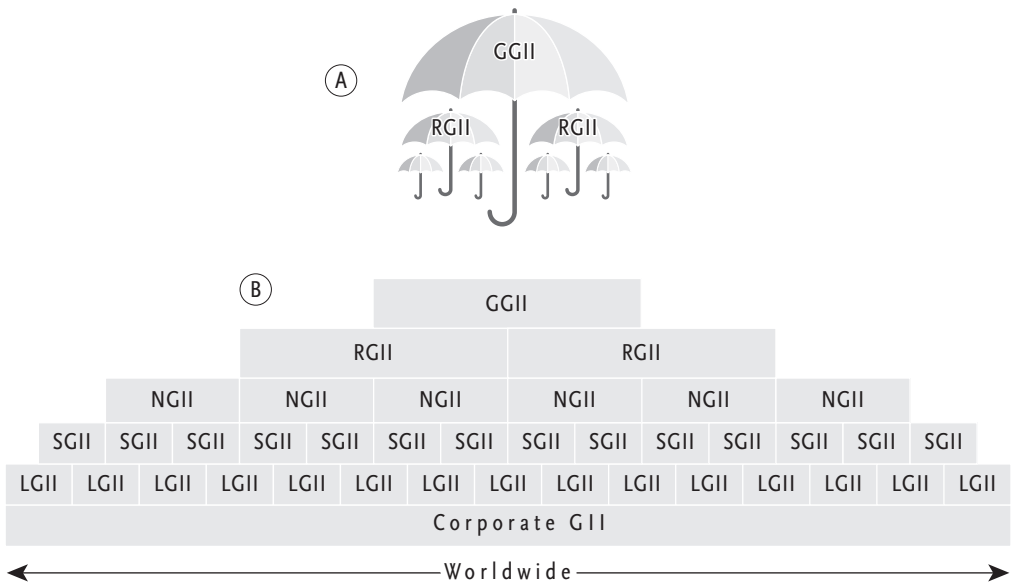 GGII
A
RGII RGII
B
GGII
RGII RGII
NGII NGII NGII NGII NGII NGII
SGII SGII SGII SGII SGII SGII SGII SGII SGII SGII SGII SGII SGII SGII
LGII LGII LGII LGII LGII LGII LGII LGII LGII LGII LGII LGII LGII LGII LGII
Corporate GII
Worldwide